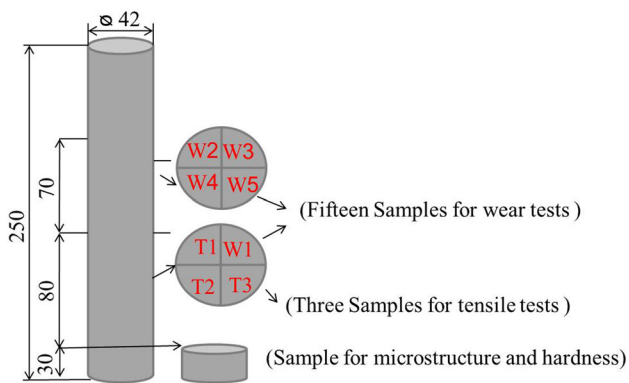 ø 42
W2 W3
W4 W5
70
250
(Fifteen Samples for wear tests )
T1 W1
T2 T3
80
(Three Samples for tensile tests )
30
(Sample for microstructure and hardness)